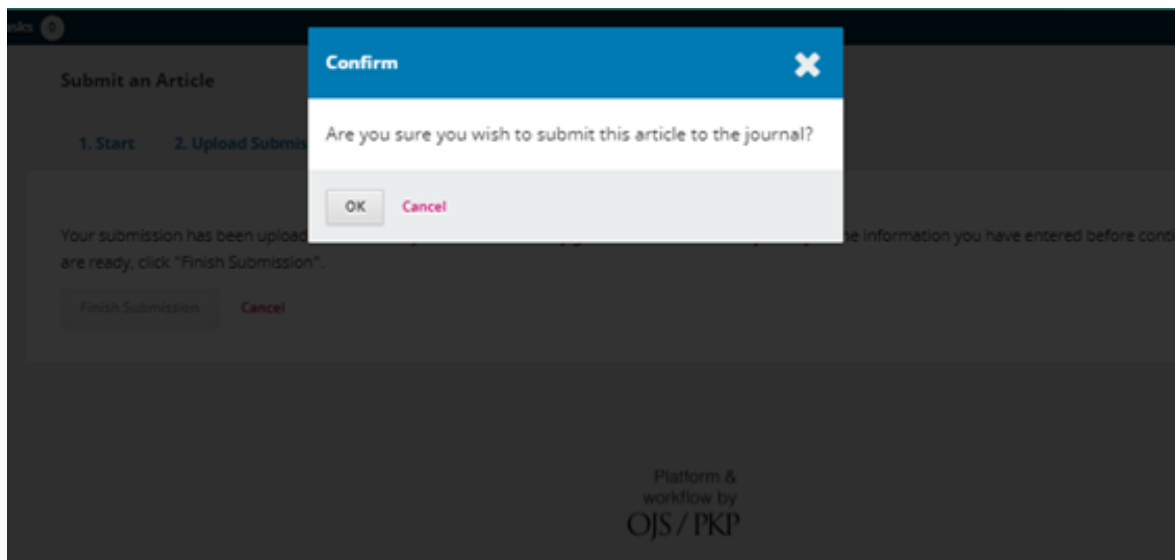 0
Confirm
Submit an Article
Are you sure you wish to submit this article to the journal?
1. Start 2. Upload Submis
OK Cancel
Your submission has been upload he information you have entered before conti
are ready, click "Finish Submission".
Finish Submission Cancel
Platform &
workflow by
OJS / PKP